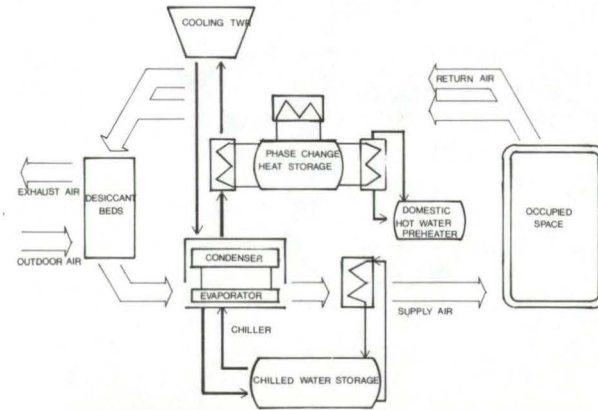 COOLING TWR
RETURN AIR
PHASE CHANGE
HEAT STORAGE
EXHAUST AIR
DESICCANT
BEDS
DOMESTIC
HOT WATER
PREHEATER
OCCUPIED
SPACE
OUTDOOR AIR
CONDENSER
EVAPORATOR
SUPPLY AIR
CHILLER
CHILLED WATER STORAGE